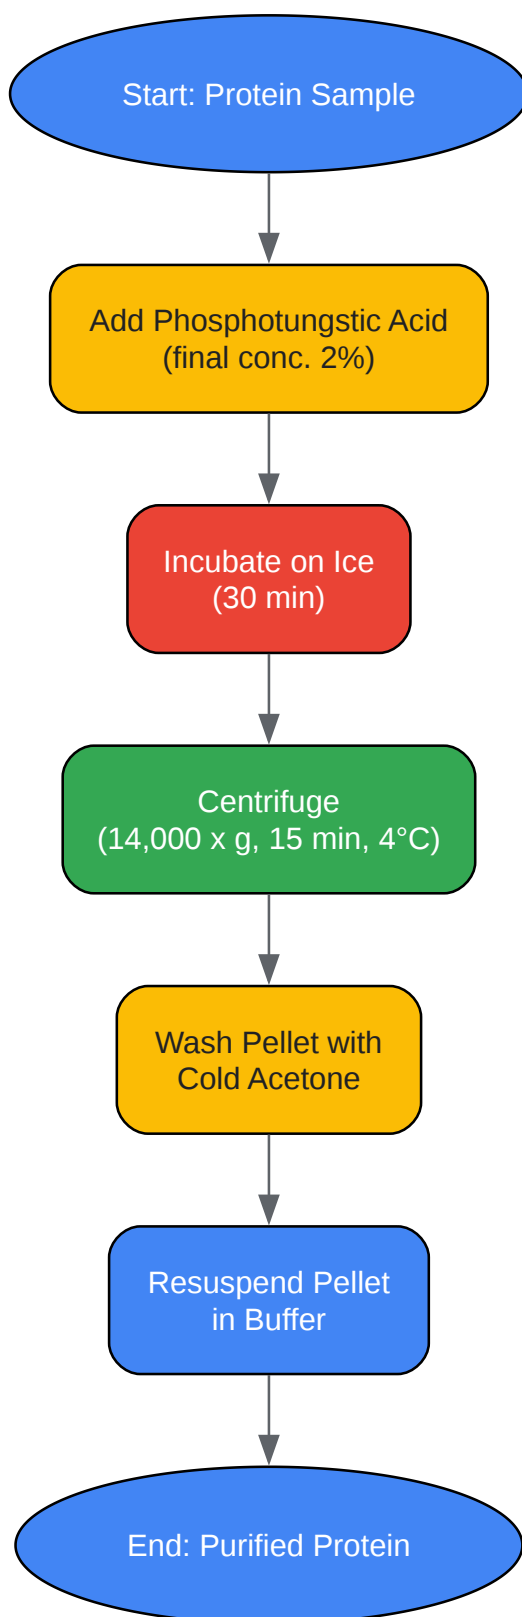 Start: Protein Sample
Add Phosphotungstic Acid
(final conc. 2%)
Incubate on Ice
(30 min)
Centrifuge
(14,000 x g, 15 min, 4°C)
Wash Pellet with
Cold Acetone
Resuspend Pellet
in Buffer
End: Purified Protein